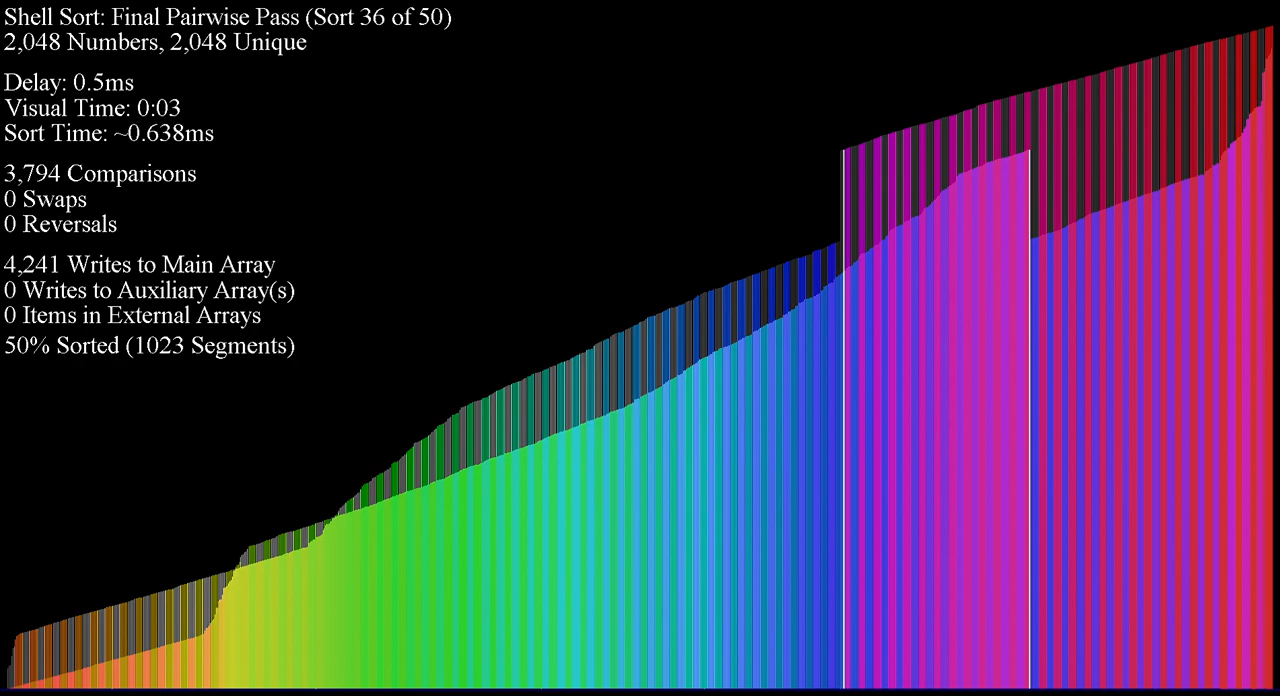 Shell Sort: Final Pairwise Pass (Sort 36 of 50)
2,048 Numbers, 2,048 Unique
Delay: 0.5ms
Visual Time: 0:03
Sort Time: ~0.638ms
3,794 Comparisons
0 Swaps
0 Reversals
4,241 Writes to Main Array
0 Writes to Auxiliary Array(s)
0 Items in External Arrays
50% Sorted (1023 Segments)